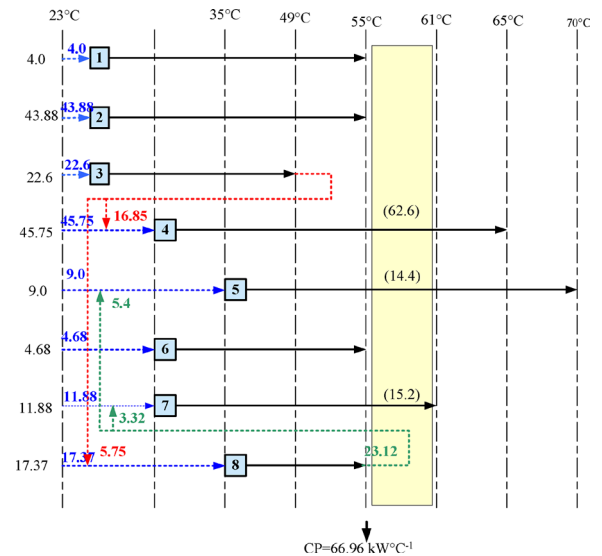 23°C 35°C 49°C 55°C 61°C 65°C 70°C
4.0 4.0 1
43.88 43.88 2
22.6 22.6 3
16.85 (62.6)
45.75 45.75 4
9.0 9.0 5 (14.4)
5.4
4.68 4.68 6
11.88 11.88 7 (15.2)
3.32
5.75 23.12
17.37 17.37 8
CP=66.96 kW°C-1